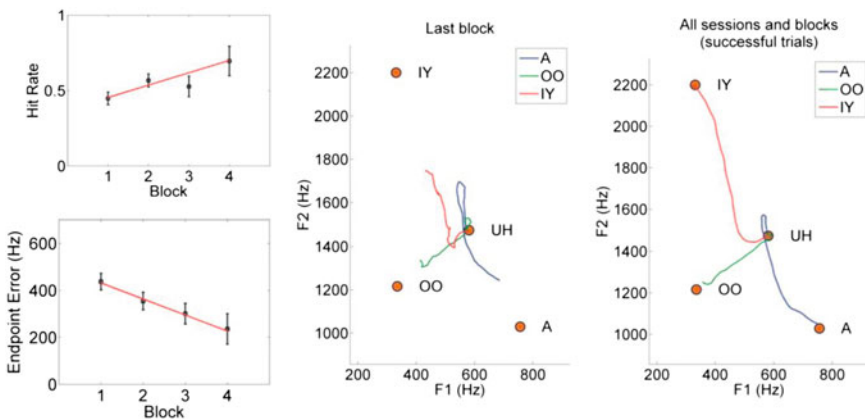 1
0.5
0
Hit Rate
1 2 3 4
Block
600
400
200
0
Endpoint Error (Hz)
1 2 3 4
Block
Last block
A
OO
IY
2200
2000
1800
1600
1400
1200
1000
F2 (Hz)
IY
UH
OO
A
200 400 600 800
F1 (Hz)
All sessions and blocks
(successful trials)
A
OO
IY
2200
2000
1800
1600
1400
1200
1000
F2 (Hz)
IY
UH
OO
A
200 400 600 800
F1 (Hz)